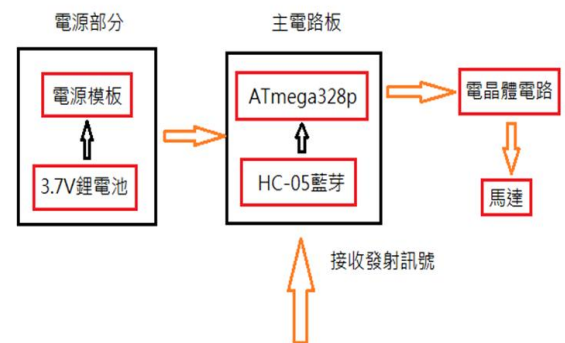 電源部分
主電路板
電源模板
3.7V鋰電池
ATmega328p
HC-05藍芽
電晶體電路
馬達
接收發射訊號